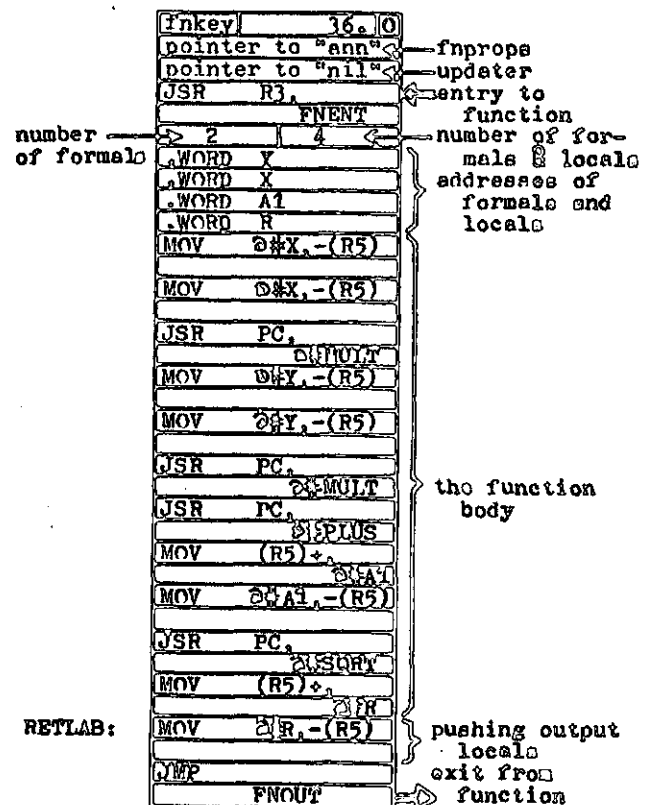 fnkey 36. 0
pointer to "ann" fnprops
pointer to "nil" updater
JSR R3, entry to
FNENT function
number 2 4 number of for-
of formals mals & locals
.WORD X addresses of
.WORD X formals and
.WORD A1 locals
.WORD R
MOV @#X,-(R5)
MOV @#X,-(R5)
JSR PC,
@#MULT
MOV @#Y,-(R5)
MOV @#Y,-(R5)
JSR PC,
@#MULT the function
JSR PC, body
@#PLUS
MOV (R5)+,
@#A1
MOV @#A1,-(R5)
JSR PC,
@#SQRT
MOV (R5)+,
@#R
RETLAB: MOV @#R,-(R5) pushing output
locals
JMP exit from
FNOUT function